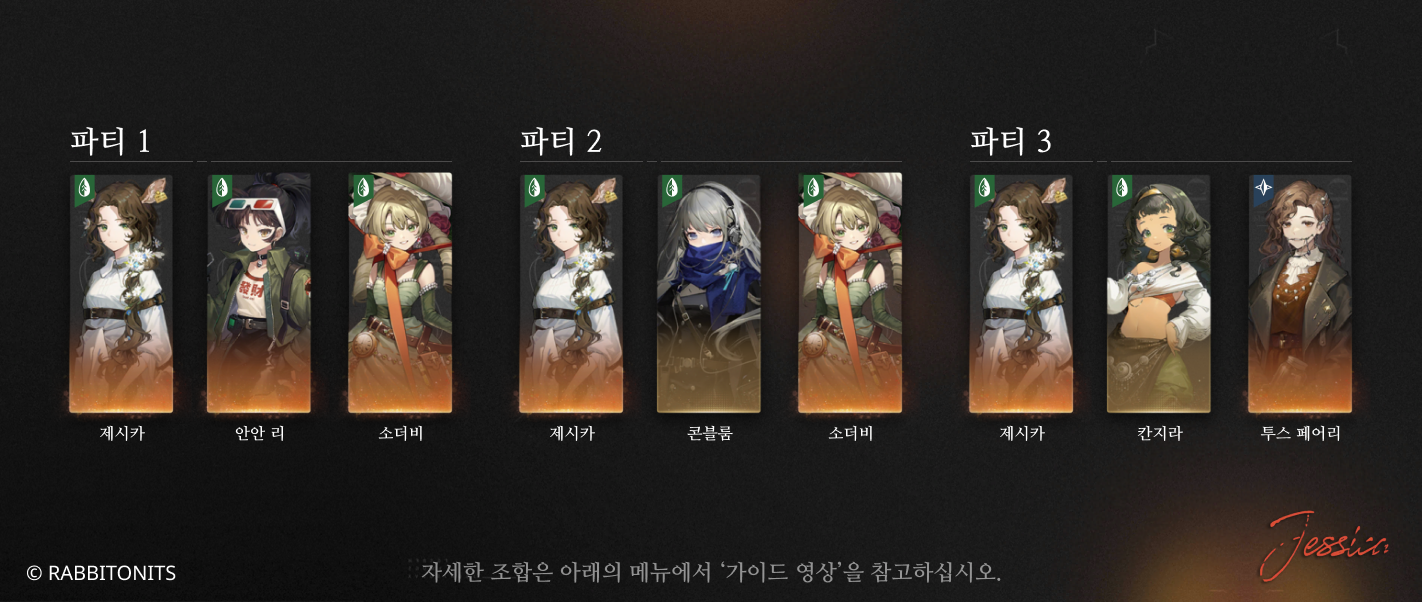 파티 1
파티 2
파티 3
發財
제시카
안안 리
소더비
제시카
콘블룸
소더비
제시카
칸지라
투스 페어리
Jessica
© RABBITONITS
자세한 조합은 아래의 메뉴에서 ‘가이드 영상’을 참고하십시오.